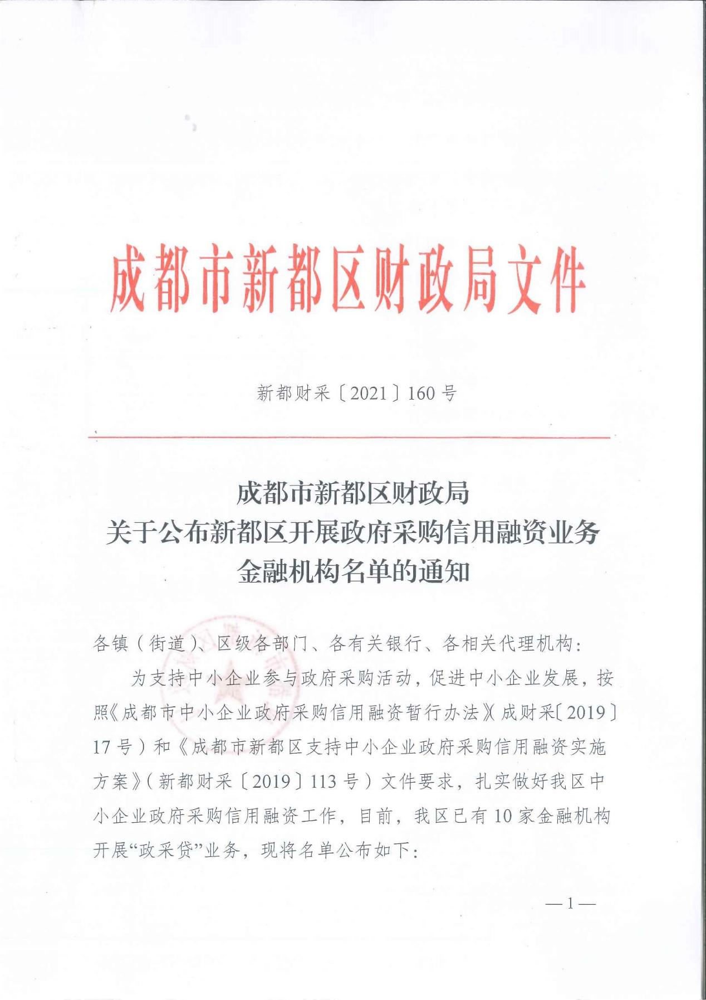 成都市新都区财政局文件
新都财采〔2021〕160号
成都市新都区财政局
关于公布新都区开展政府采购信用融资业务
金融机构名单的通知
各镇（街道）、区级各部门、各有关银行、各相关代理机构：
为支持中小企业参与政府采购活动，促进中小企业发展，按
照《成都市中小企业政府采购信用融资暂行办法》（成财采〔2019〕
17号）和《成都市新都区支持中小企业政府采购信用融资实施
方案》（新都财采〔2019〕113号）文件要求，扎实做好我区中
小企业政府采购信用融资工作，目前，我区已有10家金融机构
开展“政采贷”业务，现将名单公布如下：
—1—